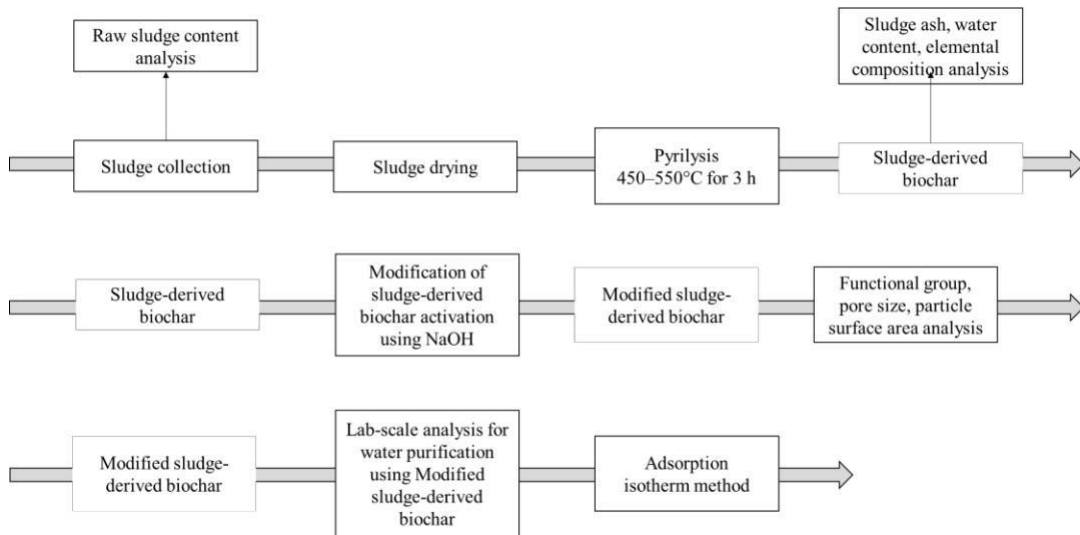 Raw sludge content
analysis
Sludge ash, water
content, elemental
composition analysis
Sludge collection
Sludge drying
Pyrilysis
450–550°C for 3 h
Sludge-derived
biochar
Sludge-derived
biochar
Modification of
sludge-derived
biochar activation
using NaOH
Modified sludge-
derived biochar
Functional group,
pore size, particle
surface area analysis
Modified sludge-
derived biochar
Lab-scale analysis for
water purification
using Modified
sludge-derived
biochar
Adsorption
isotherm method